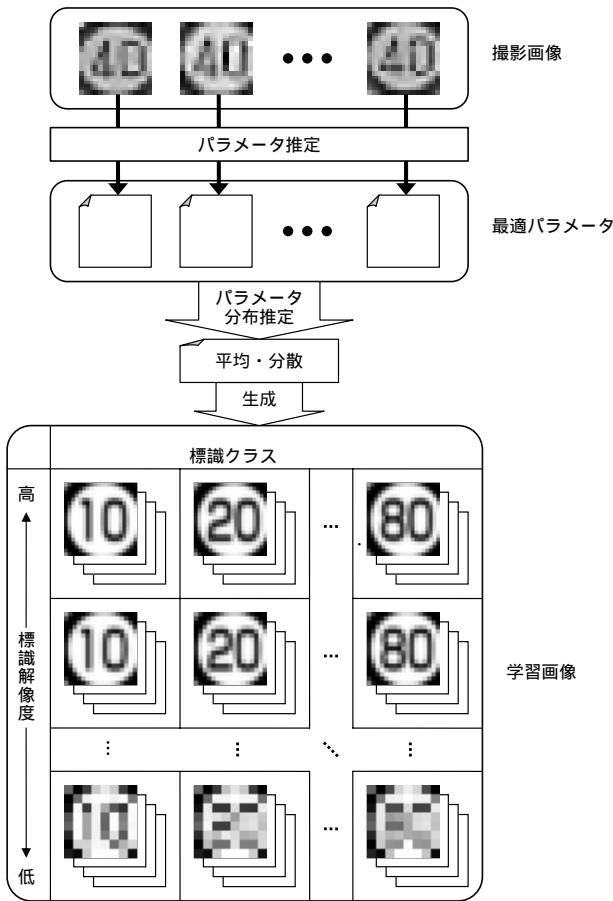 40 40 ••• 40
撮影画像
パラメータ推定
•••
最適パラメータ
パラメータ
分布推定
平均・分散
生成
標識クラス
高
標識解像度
低
10 20 … 80
10 20 … 80
⋮ ⋮ ⋱ ⋮
10 …
学習画像